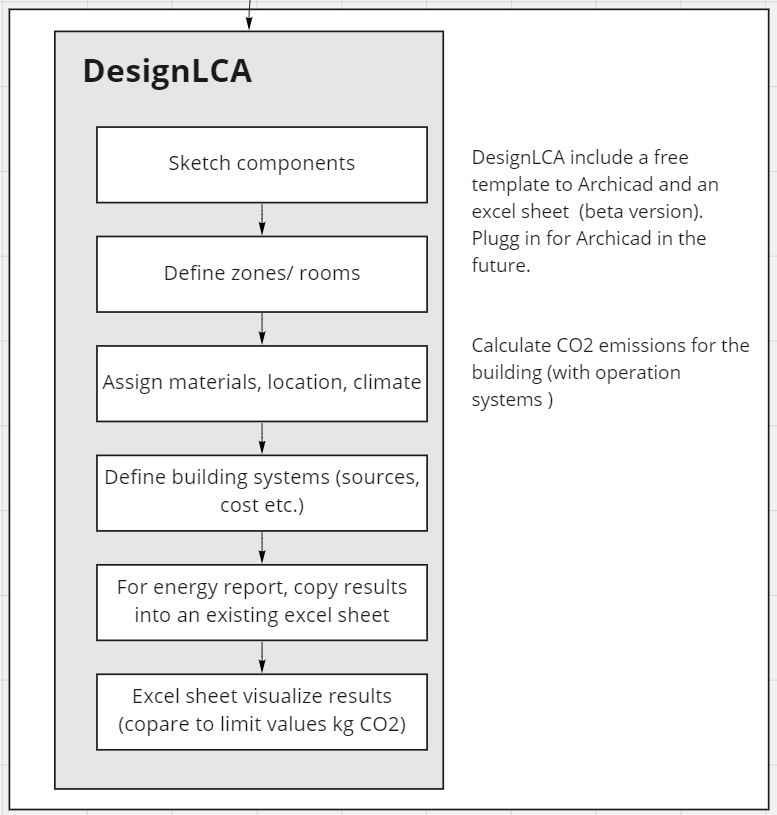 DesignLCA
Sketch components
Define zones/ rooms
Assign materials, location, climate
Define building systems (sources,
cost etc.)
For energy report, copy results
into an existing excel sheet
Excel sheet visualize results
(copare to limit values kg CO2)
DesignLCA include a free
template to Archicad and an
excel sheet  (beta version).
Plugg in for Archicad in the
future.
Calculate CO2 emissions for the
building (with operation
systems )